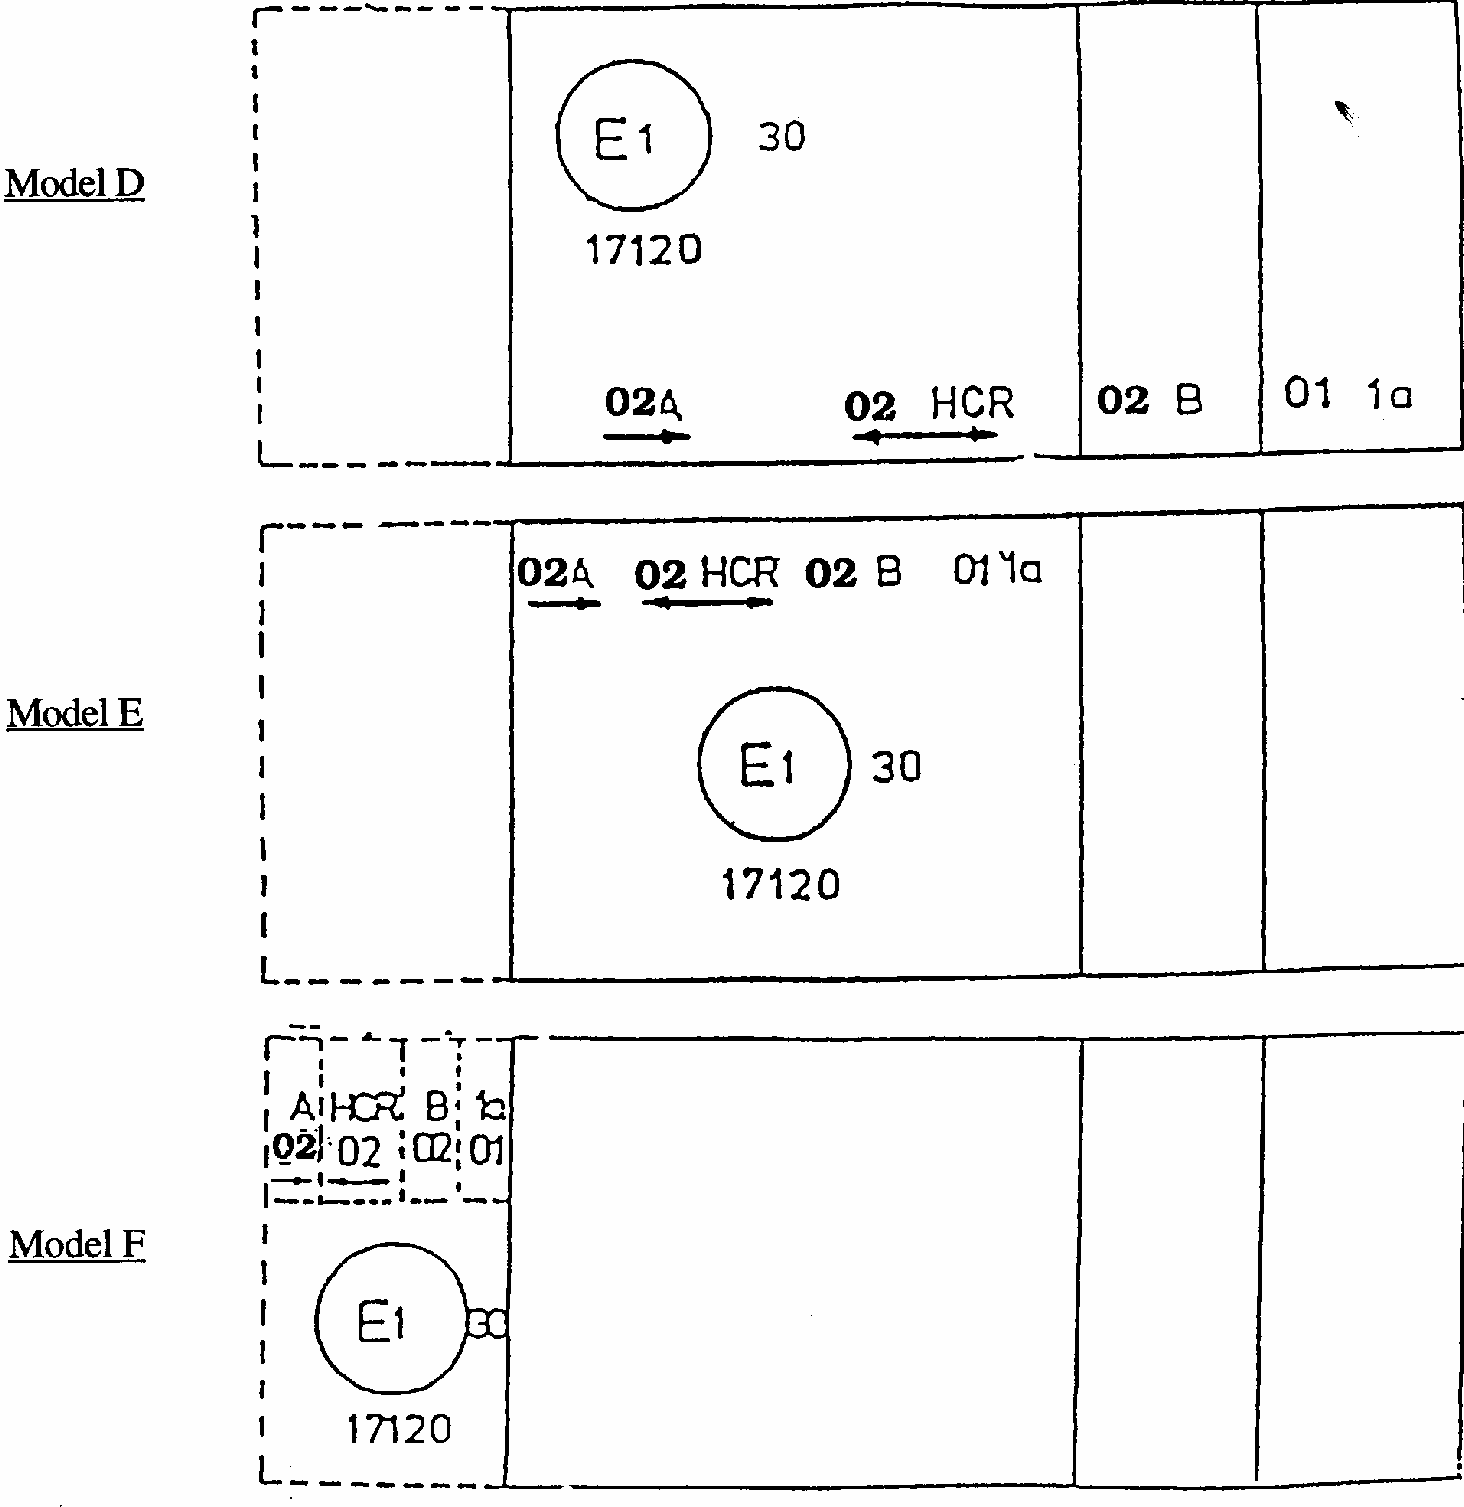 E1 30
Model D
17120
02A 02 HCR 02 B 01 1a
02A 02 HCR 02 B 01 1a
Model E
E1 30
17120
A HCR B 1a
02 02 02 01
Model F
E1 30
17120